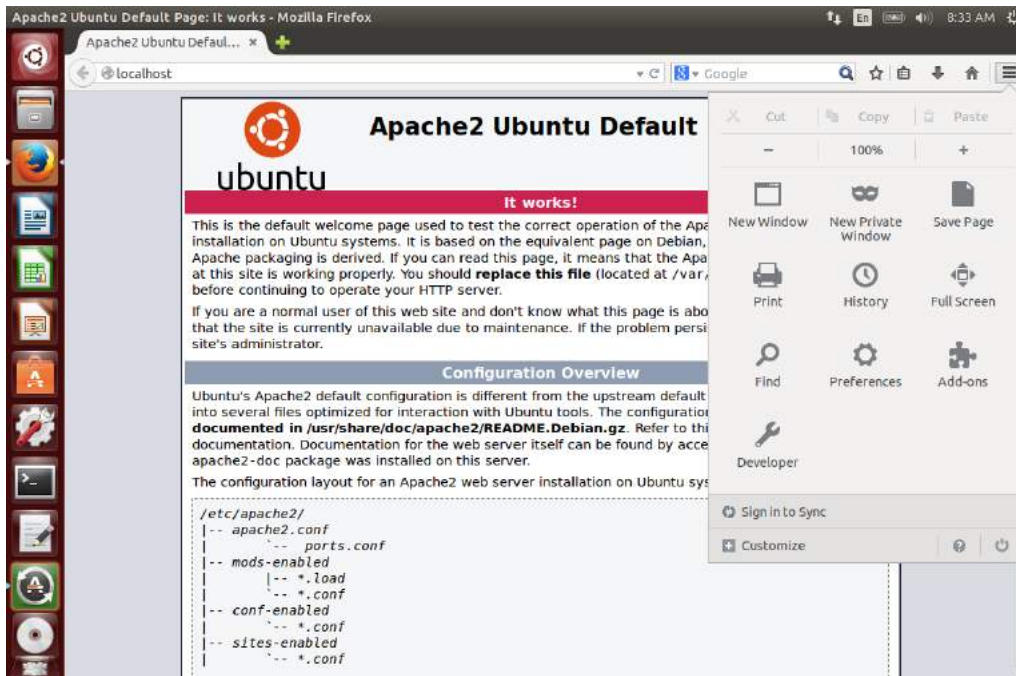 Apache2 Ubuntu Default Page: It works - Mozilla Firefox
En
8:33 AM
Apache2 Ubuntu Defaul...
localhost
Google
ubuntu
Apache2 Ubuntu Default
It works!
This is the default welcome page used to test the correct operation of the Apa
installation on Ubuntu systems. It is based on the equivalent page on Debian,
Apache packaging is derived. If you can read this page, it means that the Apa
at this site is working properly. You should replace this file (located at /var,
before continuing to operate your HTTP server.
If you are a normal user of this web site and don't know what this page is abo
that the site is currently unavailable due to maintenance. If the problem persi
site's administrator.
Configuration Overview
Ubuntu's Apache2 default configuration is different from the upstream default
into several files optimized for interaction with Ubuntu tools. The configuration
documented in /usr/share/doc/apache2/README.Debian.gz. Refer to thi
documentation. Documentation for the web server itself can be found by acce
apache2-doc package was installed on this server.
The configuration layout for an Apache2 web server installation on Ubuntu sys
/etc/apache2/
|-- apache2.conf
|       `--  ports.conf
|-- mods-enabled
|       |-- *.load
|       `-- *.conf
|-- conf-enabled
|       `-- *.conf
|-- sites-enabled
|       `-- *.conf
Cut Copy Paste
− 100% +
New Window New Private Window Save Page
Print History Full Screen
Find Preferences Add-ons
Developer
Sign in to Sync
Customize